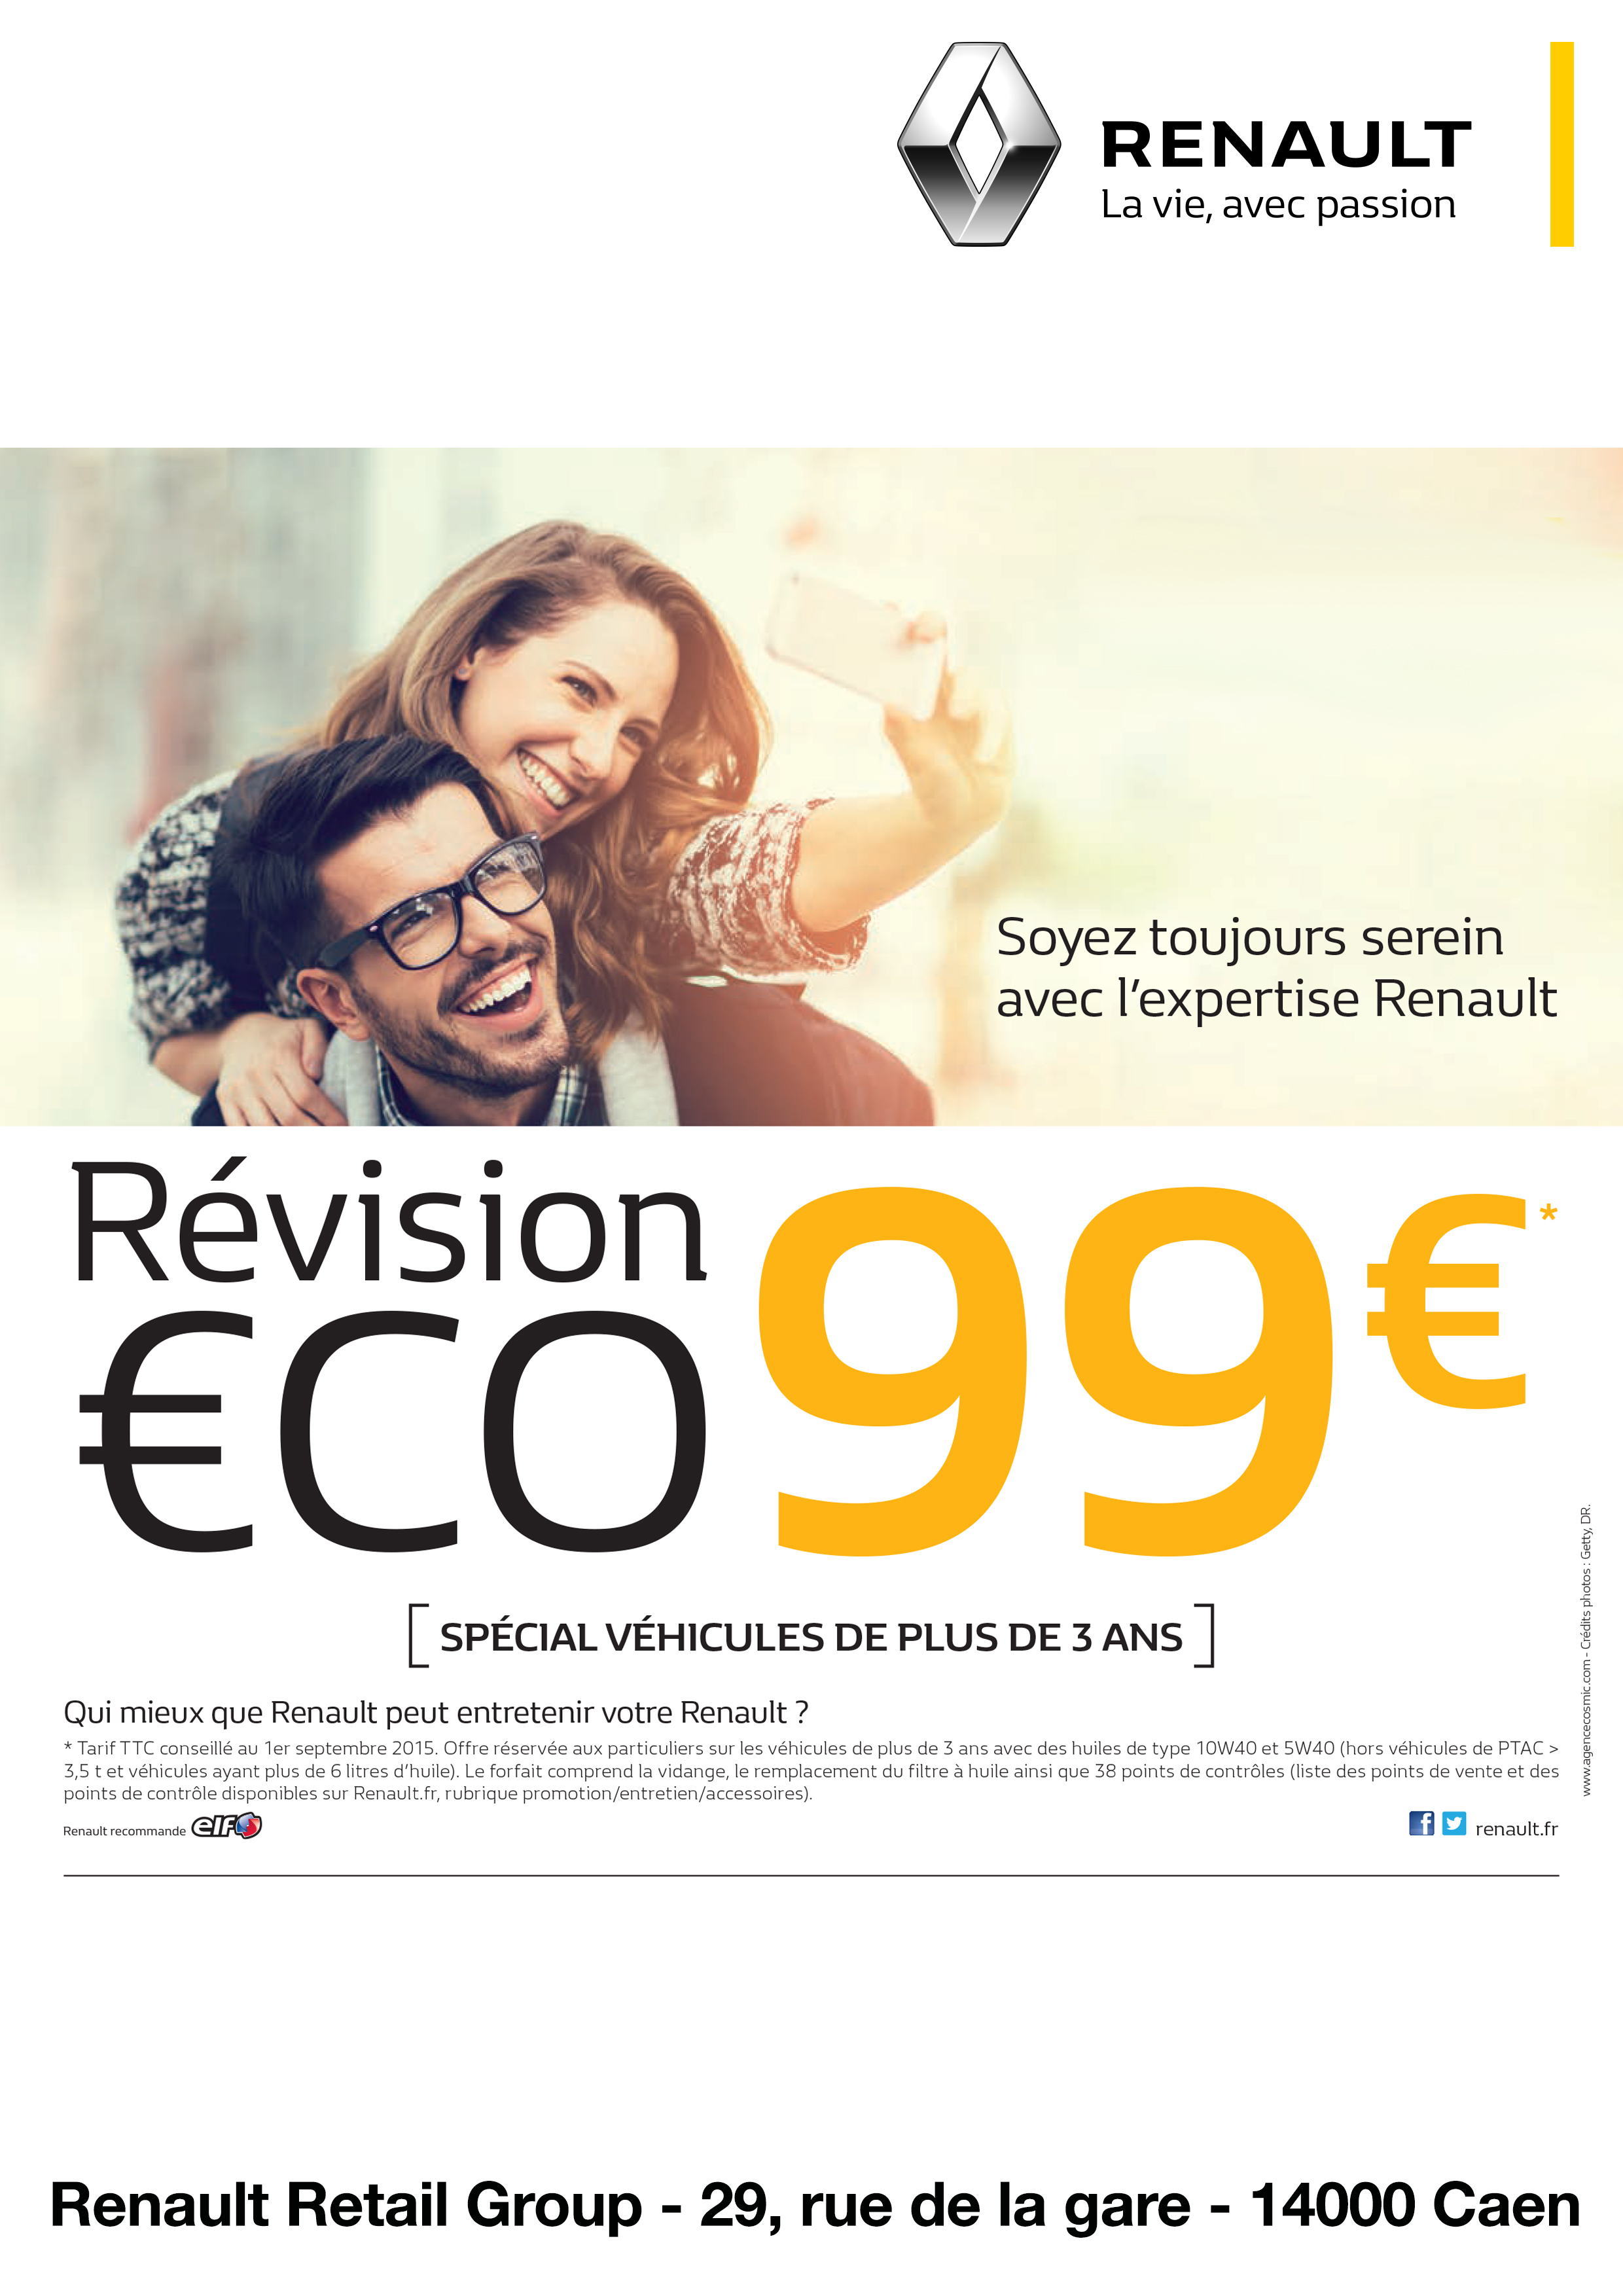 RENAULT
La vie, avec passion
Soyez toujours serein
avec l’expertise Renault
Révision
€CO
99€*
[SPÉCIAL VÉHICULES DE PLUS DE 3 ANS]
Qui mieux que Renault peut entretenir votre Renault ?
* Tarif TTC conseillé au 1er septembre 2015. Offre réservée aux particuliers sur les véhicules de plus de 3 ans avec des huiles de type 10W40 et 5W40 (hors véhicules de PTAC >
3,5 t et véhicules ayant plus de 6 litres d’huile). Le forfait comprend la vidange, le remplacement du filtre à huile ainsi que 38 points de contrôles (liste des points de vente et des
points de contrôle disponibles sur Renault.fr, rubrique promotion/entretien/accessoires).
Renault recommande elf
renault.fr
www.agencecosmic.com - Crédits photos : Getty, DR.
Renault Retail Group - 29, rue de la gare - 14000 Caen